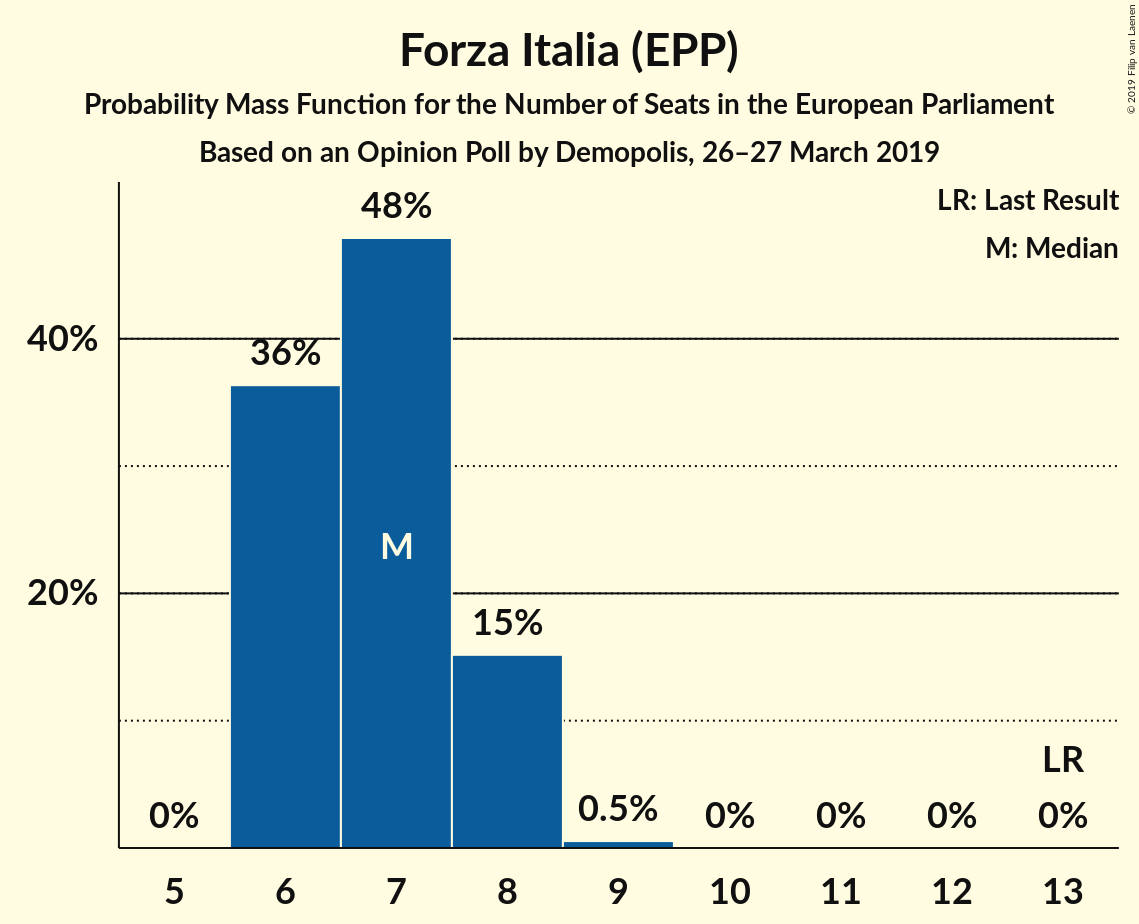 Forza Italia (EPP)
Probability Mass Function for the Number of Seats in the European Parliament
Based on an Opinion Poll by Demopolis, 26–27 March 2019
© 2019 Filip van Laenen
LR: Last Result
M: Median
48%
40%
36%
M
20%
15%
LR
0%
0.5%
0%
0%
0%
0%
5
6
7
8
9
10
11
12
13